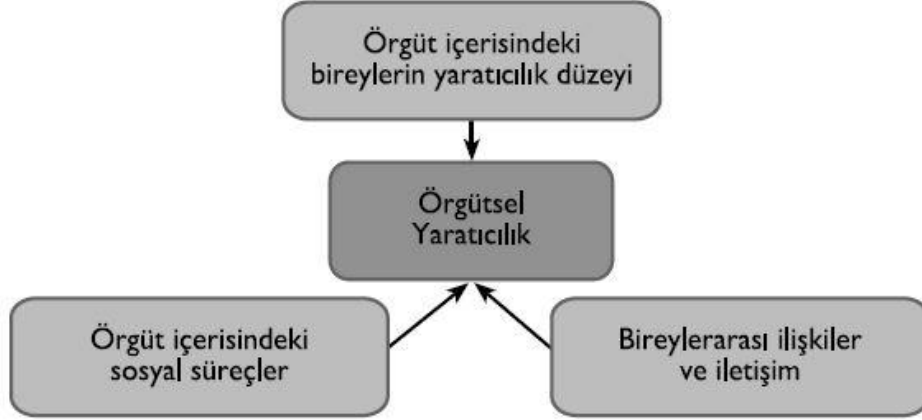 Örgüt içerisindeki
bireylerin yaratıcılık düzeyi
Örgütsel
Yaratıcılık
Örgüt içerisindeki
sosyal süreçler
Bireylerarası ilişkiler
ve iletişim